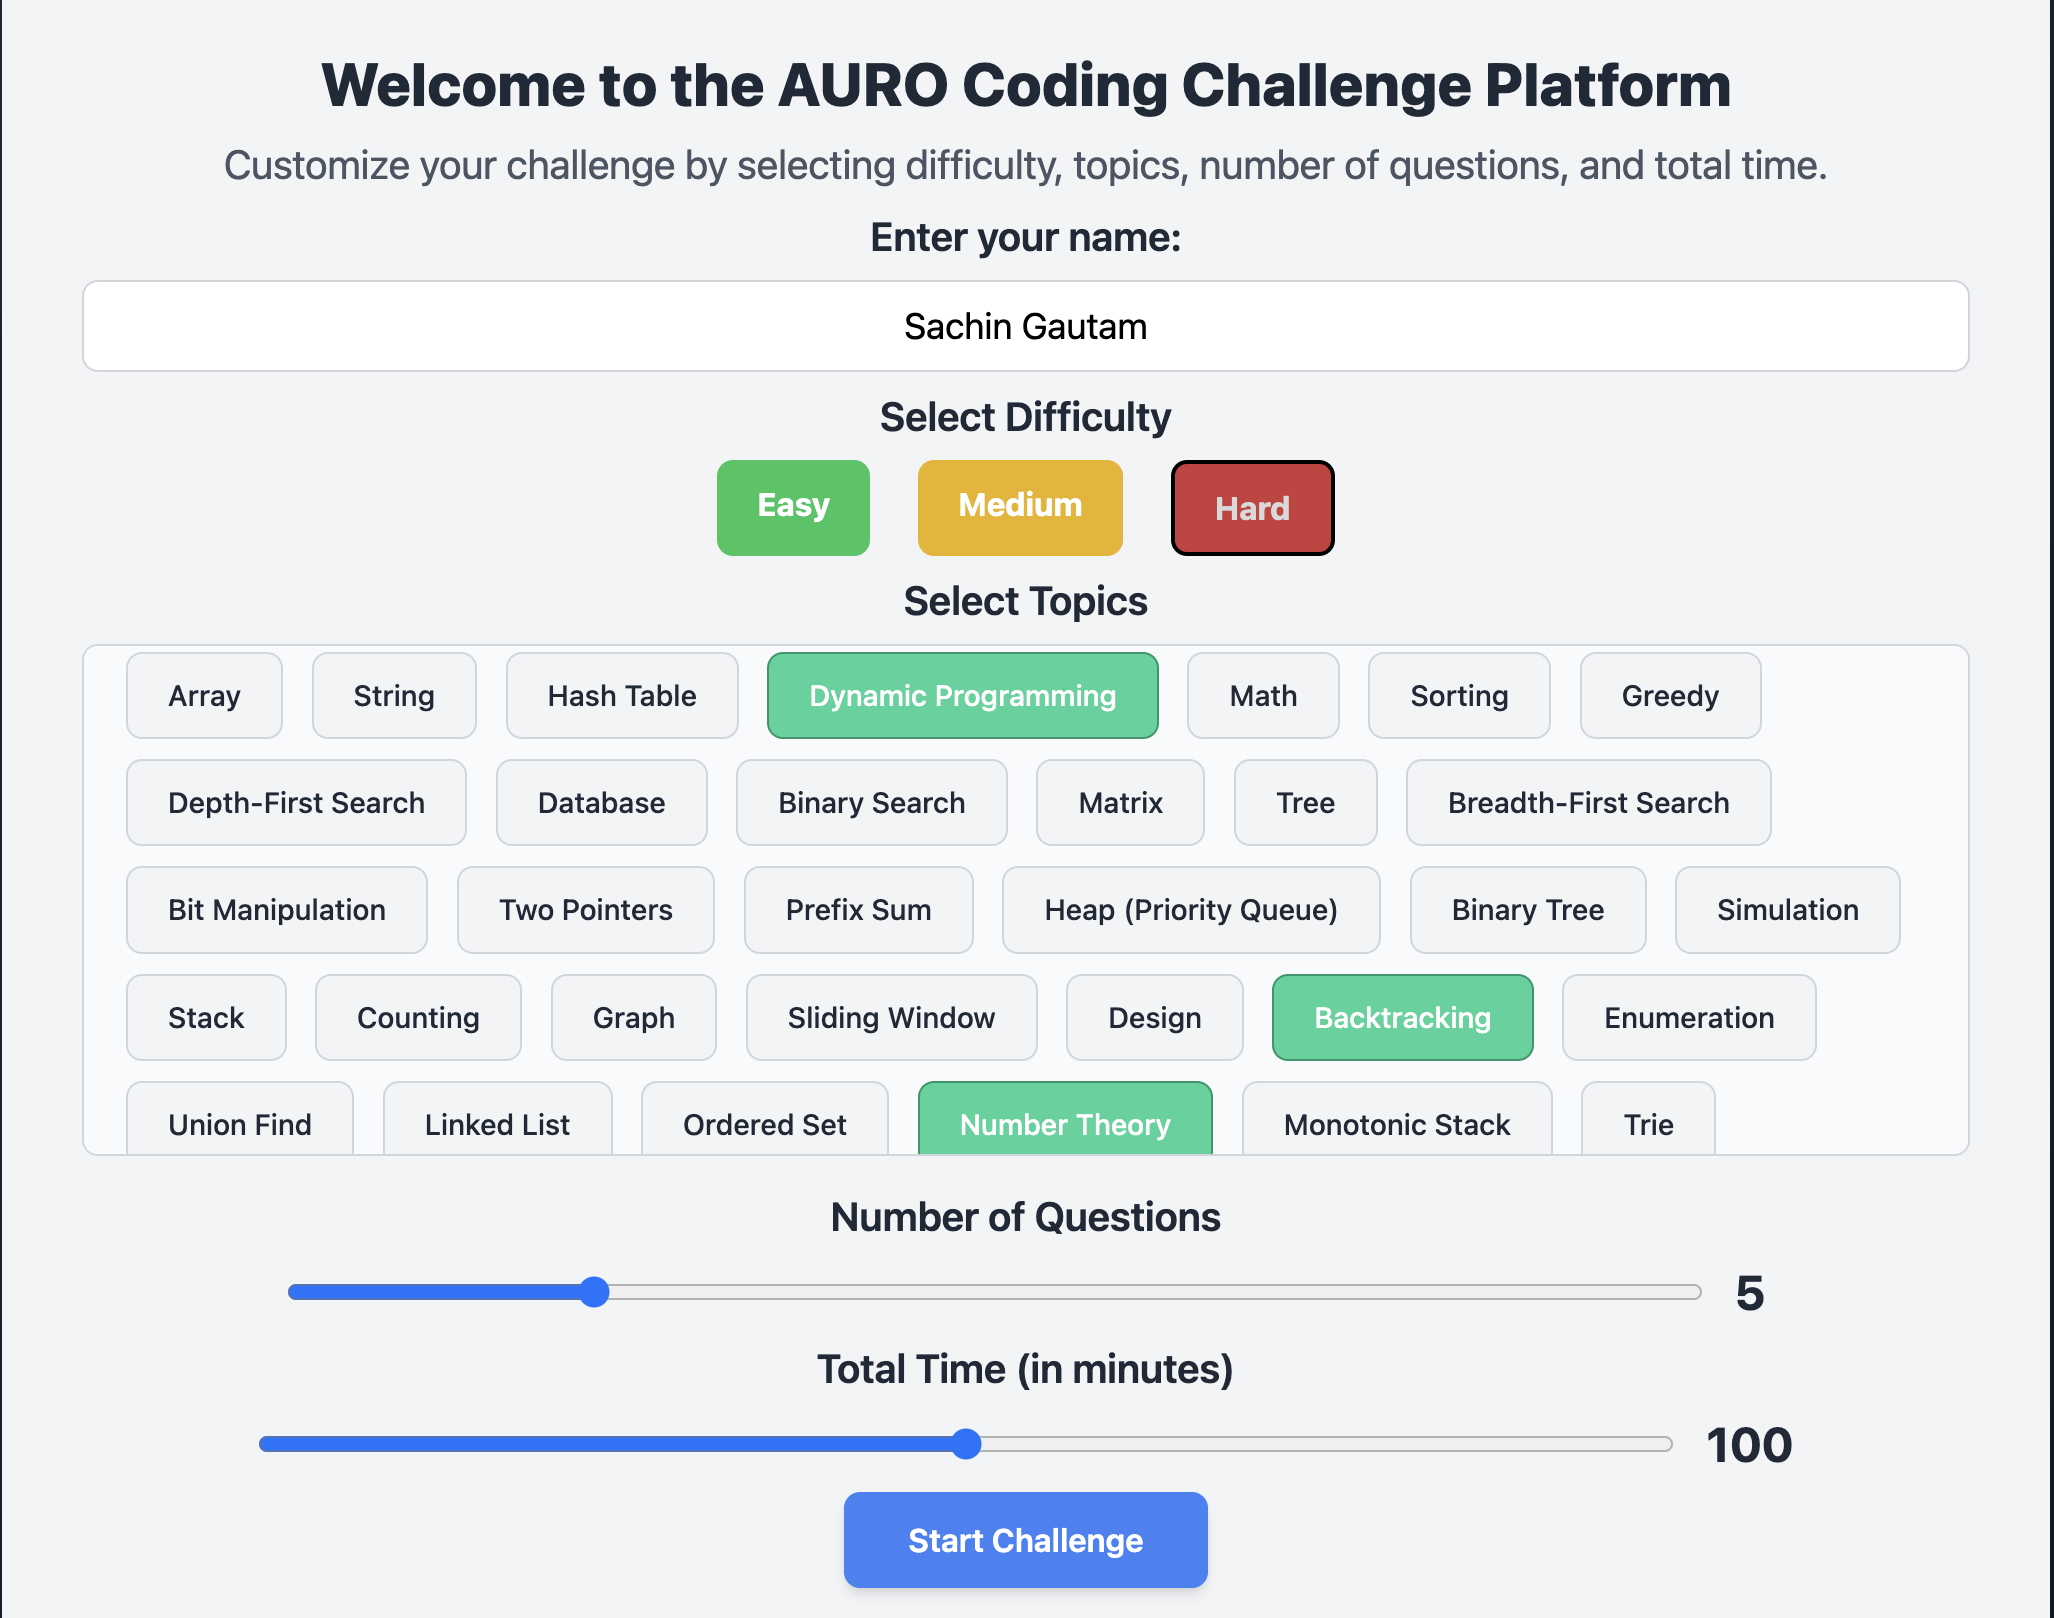 Welcome to the AURO Coding Challenge Platform
Customize your challenge by selecting difficulty, topics, number of questions, and total time.
Enter your name:
Sachin Gautam
Select Difficulty
Easy Medium Hard
Select Topics
Array String Hash Table Dynamic Programming Math Sorting Greedy
Depth-First Search Database Binary Search Matrix Tree Breadth-First Search
Bit Manipulation Two Pointers Prefix Sum Heap (Priority Queue) Binary Tree Simulation
Stack Counting Graph Sliding Window Design Backtracking Enumeration
Union Find Linked List Ordered Set Number Theory Monotonic Stack Trie
Number of Questions
5
Total Time (in minutes)
100
Start Challenge